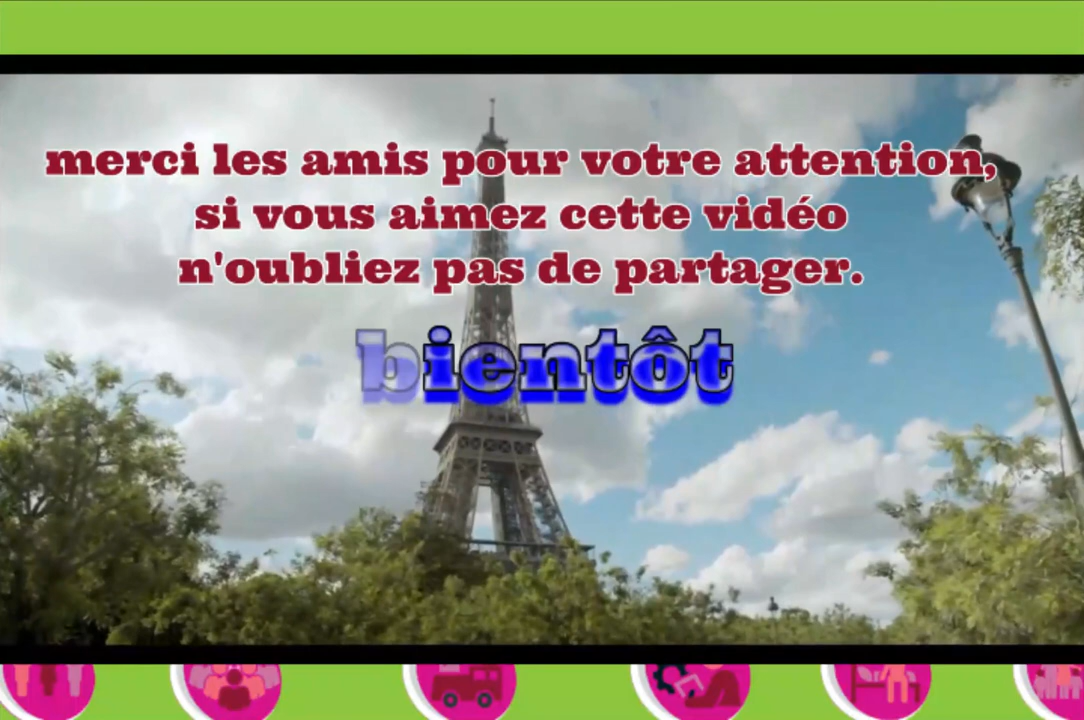 merci les amis pour votre attention,
si vous aimez cette vidéo
n'oubliez pas de partager.
bientôt